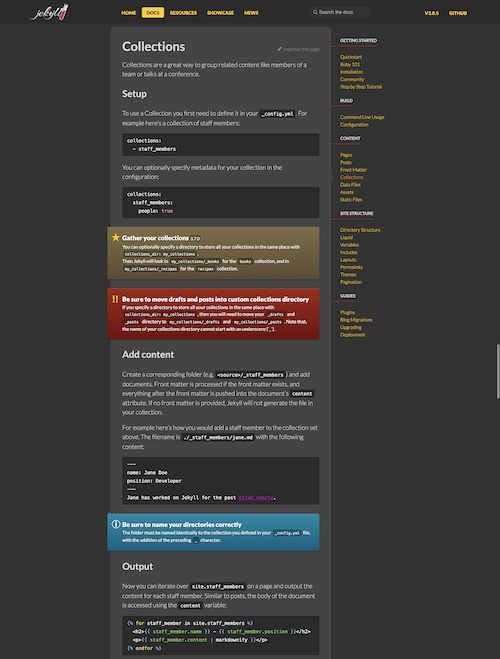 jekyll
HOME DOCS RESOURCES SHOWCASE NEWS
Search the docs
V3.8.5 GITHUB
Collections
Improve this page
Collections are a great way to group related content like members of a
team or talks at a conference.
Setup
To use a Collection you first need to define it in your _config.yml. For
example here's a collection of staff members:
collections:
- staff_members
You can optionally specify metadata for your collection in the
configuration:
collections:
staff_members:
people: true
Gather your collections 3.7.0
You can optionally specify a directory to store all your collections in the same place with
collections_dir: my_collections .
Then Jekyll will look in my_collections/_books for the books collection, and in
my_collections/_recipes for the recipes collection.
!! Be sure to move drafts and posts into custom collections directory
If you specify a directory to store all your collections in the same place with
collections_dir: my_collections , then you will need to move your _drafts and
_posts directory to my_collections/_drafts and my_collections/_posts . Note that,
the name of your collections directory cannot start with an underscore (`_`).
Add content
Create a corresponding folder (e.g. <source>/_staff_members ) and add
documents. Front matter is processed if the front matter exists, and
everything after the front matter is pushed into the document's content
attribute. If no front matter is provided, Jekyll will not generate the file in
your collection.
For example here's how you would add a staff member to the collection set
above. The filename is ./_staff_members/jane.md with the following
content:
---
name: Jane Doe
position: Developer
---
Jane has worked on Jekyll for the past *five years*.
Be sure to name your directories correctly
The folder must be named identically to the collection you defined in your _config.yml file,
with the addition of the preceding _ character.
Output
Now you can iterate over site.staff_members on a page and output the
content for each staff member. Similar to posts, the body of the document
is accessed using the content variable:
{% for staff_member in site.staff_members %}
<h2>{{ staff_member.name }} - {{ staff_member.position }}</h2>
<p>{{ staff_member.content | markdownify }}</p>
{% endfor %}
GETTING STARTED
Quickstart
Ruby 101
Installation
Community
Step by Step Tutorial
BUILD
Command Line Usage
Configuration
CONTENT
Pages
Posts
Front Matter
Collections
Data Files
Assets
Static Files
SITE STRUCTURE
Directory Structure
Liquid
Variables
Includes
Layouts
Permalinks
Themes
Pagination
GUIDES
Plugins
Blog Migrations
Upgrading
Deployment